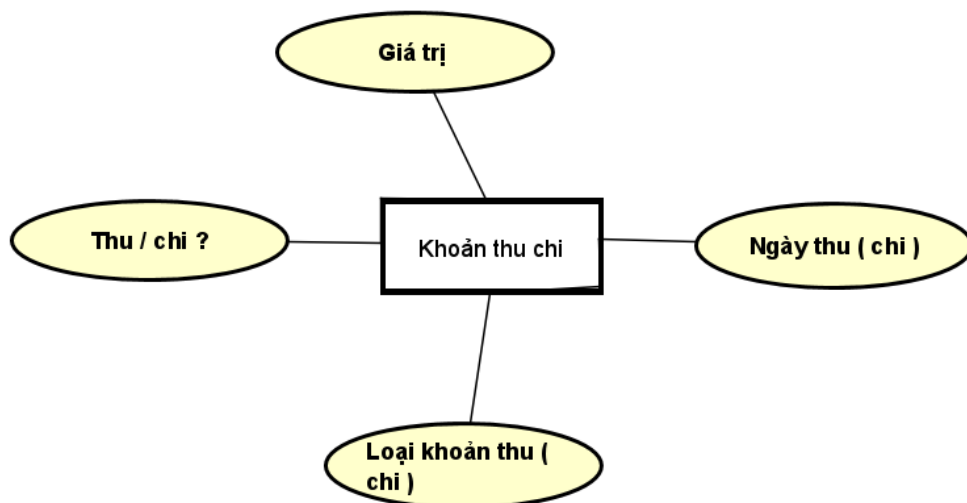 Giá trị
Thu / chi ?
Khoản thu chi
Ngày thu ( chi )
Loại khoản thu (
chi )